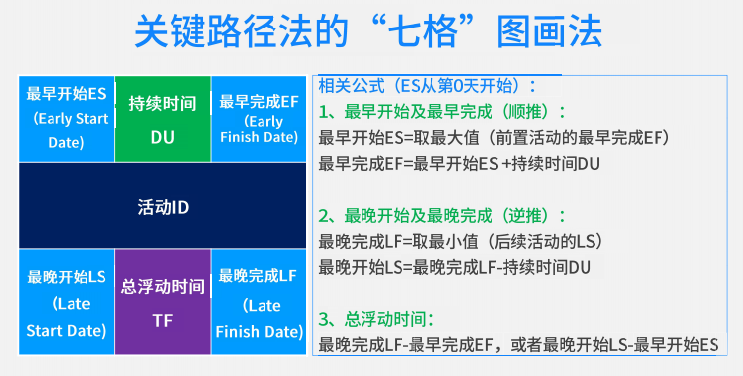 关键路径法的“七格”图画法
最早开始ES
（Early Start
Date)
持续时间
DU
最早完成EF
（Early
Finish Date)
活动ID
最晚开始LS
（Late
Start Date)
总浮动时间
TF
最晚完成LF
（Late
Finish Date)
相关公式（ES从第0天开始）：
1、最早开始及最早完成（顺推）：
最早开始ES=取最大值（前置活动的最早完成EF）
最早完成EF=最早开始ES +持续时间DU
2、最晚开始及最晚完成（逆推）：
最晚完成LF=取最小值（后续活动的LS）
最晚开始LS=最晚完成LF-持续时间DU
3、总浮动时间：
最晚完成LF-最早完成EF，或者最晚开始LS-最早开始ES